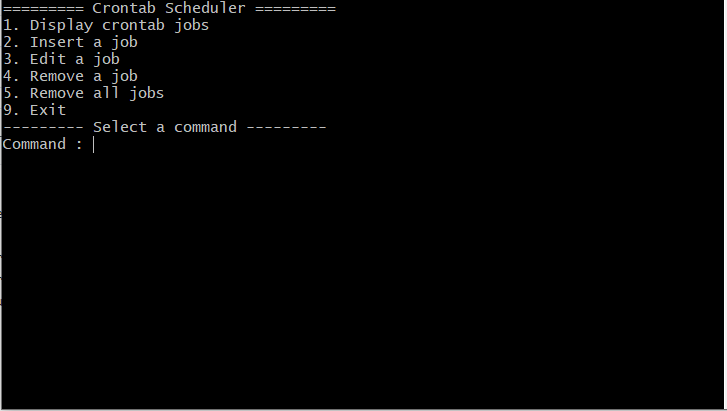 ========= Crontab Scheduler =========
1. Display crontab jobs
2. Insert a job
3. Edit a job
4. Remove a job
5. Remove all jobs
9. Exit
--------- Select a command ---------
Command :